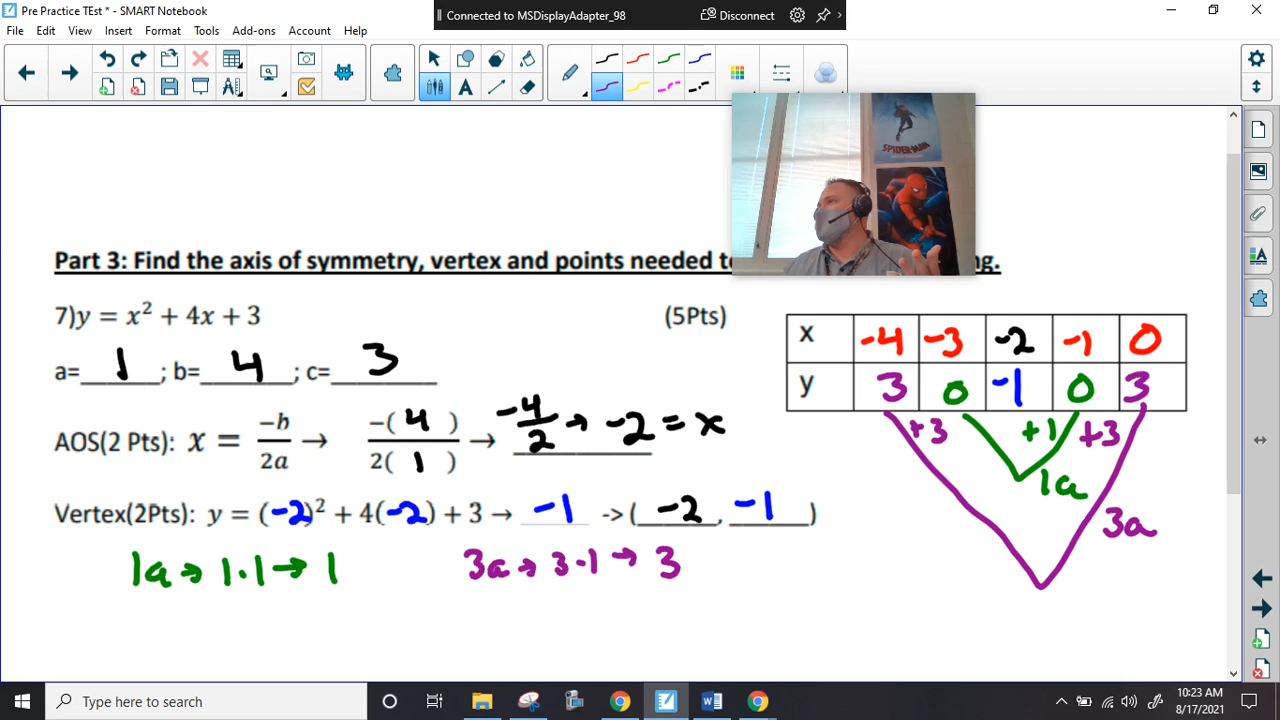 Pre Practice TEst * - SMART Notebook
Connected to MSDisplayAdapter_98
Disconnect
File Edit View Insert Format Tools Add-ons Account Help
SPIDER-MAN
Part 3: Find the axis of symmetry, vertex and points needed t
ng.
7)y = x² + 4x + 3 (5Pts)
a= 1 ; b= 4 ; c= 3
AOS(2 Pts): x = -b/2a → -( 4 )/2( 1 ) → -4/2 → -2 = x
Vertex(2Pts): y = (-2)² + 4(-2) + 3 → -1 -> ( -2 , -1 )
1a → 1·1 → 1 3a → 3·1 → 3
x -4 -3 -2 -1 0
y 3 0 -1 0 3
+3 +1 +3
1a
3a
Type here to search
10:23 AM
8/17/2021